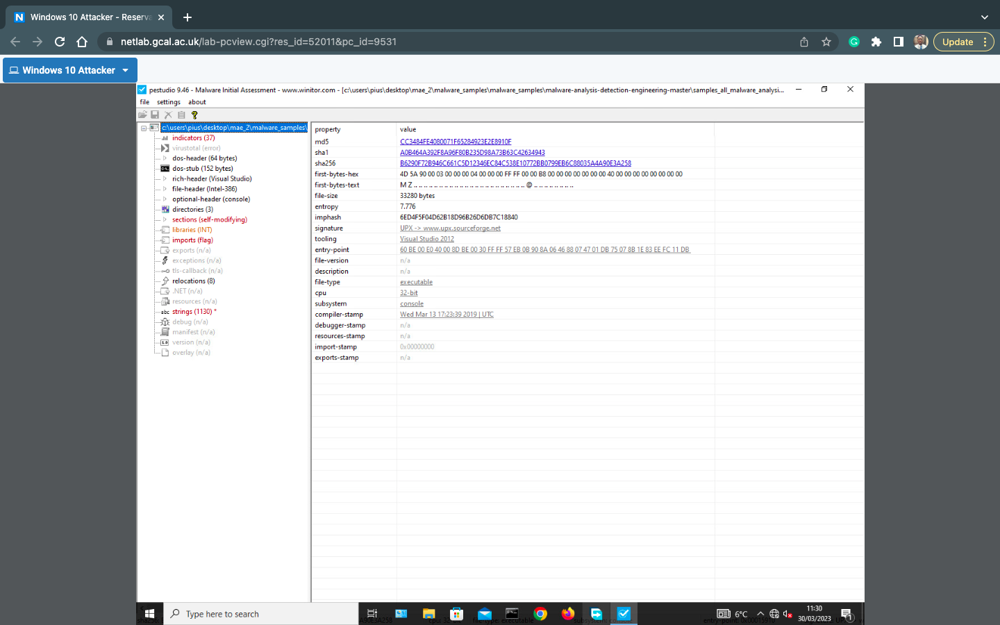 Windows 10 Attacker - Reserva
netlab.gcal.ac.uk/lab-pcview.cgi?res_id=52011&pc_id=9531
Update
Windows 10 Attacker
pestudio 9.46 - Malware Initial Assessment - www.winitor.com - [c:\users\pius\desktop\mae_2\malware_samples\malware_samples\malware-analysis-detection-engineering-master\samples_all_malware_analysi...
file settings about
c:\users\pius\desktop\mae_2\malware_samples\
indicators (37)
virustotal (error)
dos-header (64 bytes)
dos-stub (152 bytes)
rich-header (Visual Studio)
file-header (Intel-386)
optional-header (console)
directories (3)
sections (self-modifying)
libraries (INT)
imports (flag)
exports (n/a)
exceptions (n/a)
tls-callback (n/a)
relocations (8)
.NET (n/a)
resources (n/a)
abc strings (1130) *
debug (n/a)
manifest (n/a)
1.0 version (n/a)
overlay (n/a)
property value
md5 CC3484FE4080071F65284923E2E8910F
sha1 A0B464A392F8A96F80B235D98A73B63C42634943
sha256 B6290F72B946C661C5D12346EC84C538E10772BB0799EB6C88035A4A90E3A258
first-bytes-hex 4D 5A 90 00 03 00 00 00 04 00 00 00 FF FF 00 00 B8 00 00 00 00 00 00 00 40 00 00 00 00 00 00 00 00 00
first-bytes-text M Z .. .. .. .. .. .. .. .. .. .. .. .. .. .. .. .. .. .. .. .. .. .. @ .. .. .. .. .. .. .. ..
file-size 33280 bytes
entropy 7.776
imphash 6ED4F5F04D62B18D96B26D6DB7C18840
signature UPX -> www.upx.sourceforge.net
tooling Visual Studio 2012
entry-point 60 BE 00 E0 40 00 8D BE 00 30 FF FF 57 EB 0B 90 8A 06 46 88 07 47 01 DB 75 07 8B 1E 83 EE FC 11 DB
file-version n/a
description n/a
file-type executable
cpu 32-bit
subsystem console
compiler-stamp Wed Mar 13 17:23:39 2019 | UTC
debugger-stamp n/a
resources-stamp n/a
import-stamp 0x00000000
exports-stamp n/a
Type here to search
6°C
11:30
30/03/2023
1